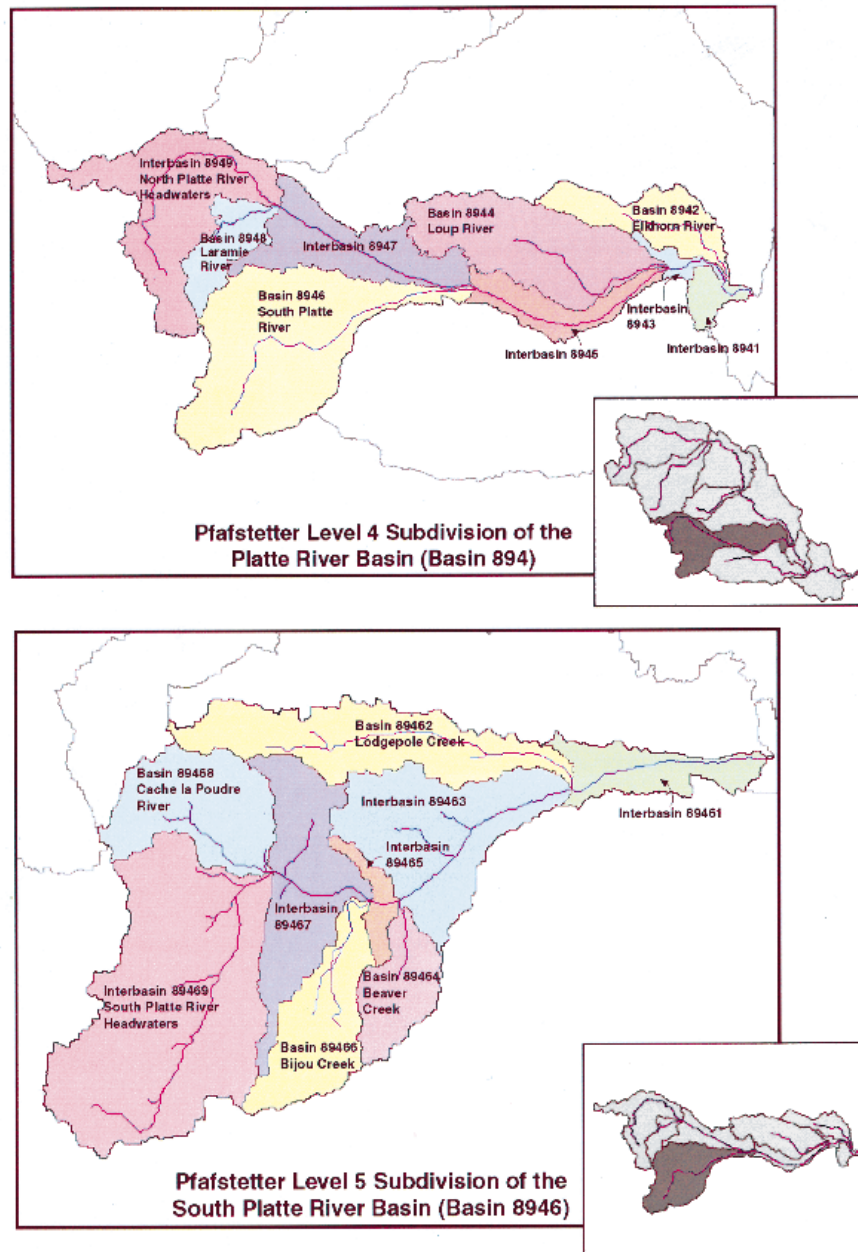 Interbasin 8949
North Platte River
Headwaters
Basin 8948
Laramie
River
Interbasin 8947
Basin 8944
Loup River
Basin 8942
Elkhorn River
Basin 8946
South Platte
River
Interbasin
8943
Interbasin 8945
Interbasin 8941
Pfafstetter Level 4 Subdivision of the
Platte River Basin (Basin 894)
Basin 89462
Lodgepole Creek
Basin 89468
Cache la Poudre
River
Interbasin 89463
Interbasin 89461
Interbasin
89465
Interbasin
89467
Interbasin 89469
South Platte River
Headwaters
Basin 89464
Beaver
Creek
Basin 89466
Bijou Creek
Pfafstetter Level 5 Subdivision of the
South Platte River Basin (Basin 8946)